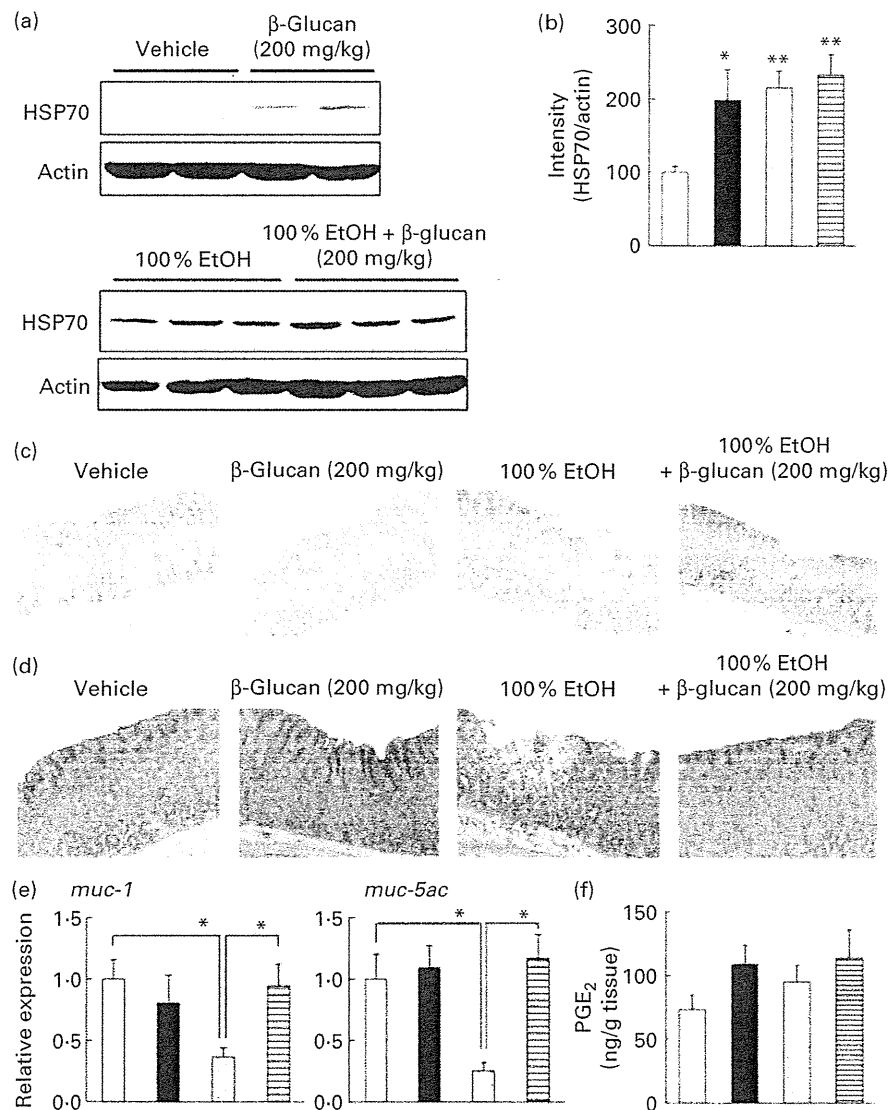 (a)
Vehicle
β-Glucan
(200 mg/kg)
HSP70
Actin
100 % EtOH
100 % EtOH + β-glucan
(200 mg/kg)
HSP70
Actin
(b)
Intensity
(HSP70/actin)
300
200
100
0
*
**
**
(c)
Vehicle
β-Glucan (200 mg/kg)
100 % EtOH
100 % EtOH
+ β-glucan (200 mg/kg)
(d)
Vehicle
β-Glucan (200 mg/kg)
100 % EtOH
100 % EtOH
+ β-glucan (200 mg/kg)
(e)
muc-1
Relative expression
1·5
1·0
0·5
0·0
*
*
muc-5ac
1·5
1·0
0·5
0·0
*
*
(f)
PGE₂
(ng/g tissue)
150
100
50
0